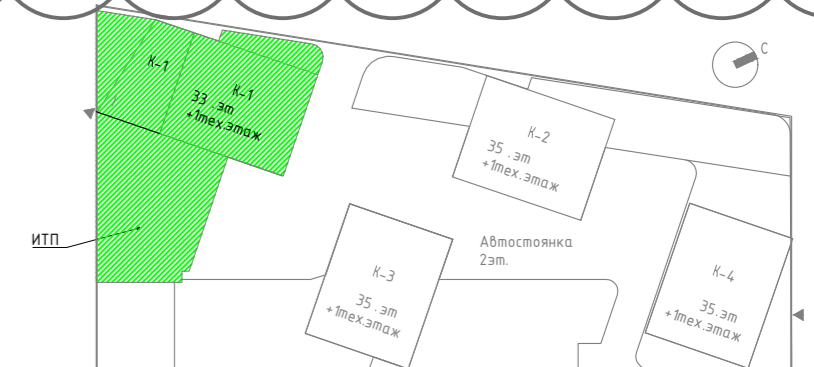 С
К-1
К-1
33 .эт
+1тех.этаж
К-2
35 .эт
+1тех.этаж
ИТП
Автостоянка
2эт.
К-3
35 .эт
+1тех.этаж
К-4
35 .эт
+1тех.этаж